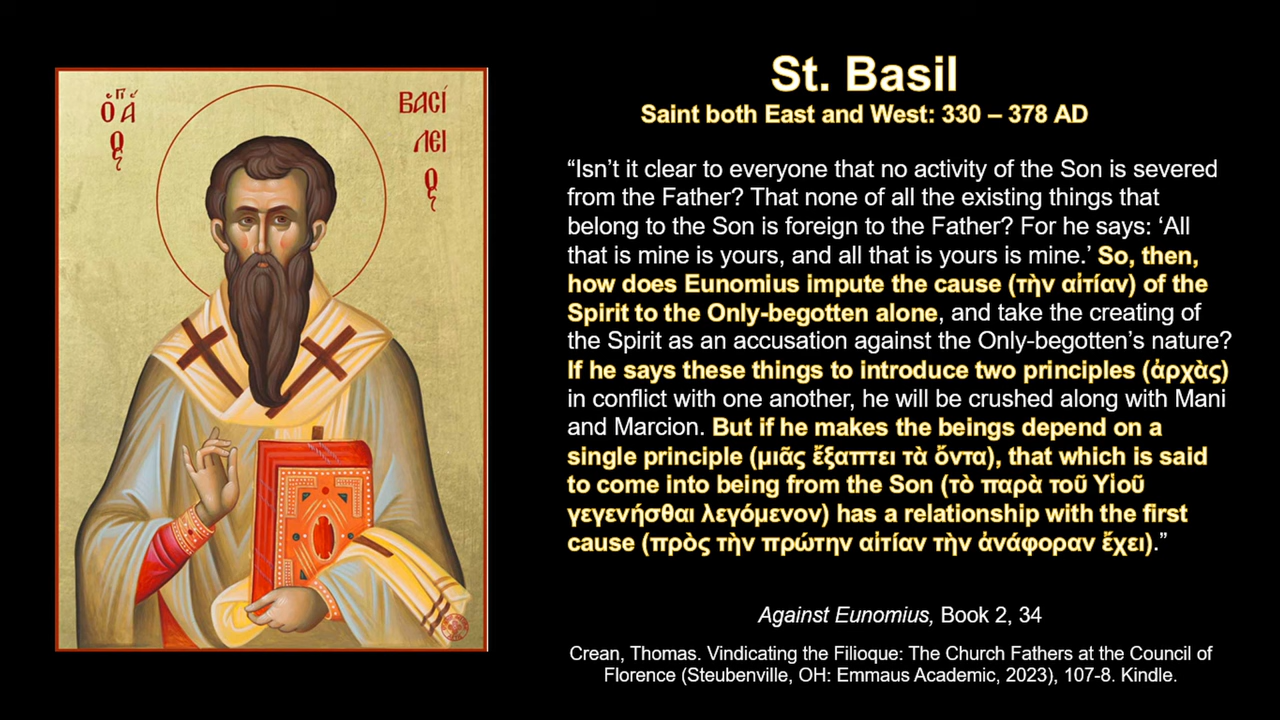 ὁ ἅγι
ο
ς
ΒΑCΊ
ΛΕΙ
Ο
ς
St. Basil
Saint both East and West: 330 – 378 AD
“Isn’t it clear to everyone that no activity of the Son is severed
from the Father? That none of all the existing things that
belong to the Son is foreign to the Father? For he says: ‘All
that is mine is yours, and all that is yours is mine.’ So, then,
how does Eunomius impute the cause (τὴν αἰτίαν) of the
Spirit to the Only-begotten alone, and take the creating of
the Spirit as an accusation against the Only-begotten’s nature?
If he says these things to introduce two principles (ἀρχὰς)
in conflict with one another, he will be crushed along with Mani
and Marcion. But if he makes the beings depend on a
single principle (μιᾶς ἔξαπτει τὰ ὄντα), that which is said
to come into being from the Son (τὸ παρὰ τοῦ Υἱοῦ
γεγενήσθαι λεγόμενον) has a relationship with the first
cause (πρὸς τὴν πρώτην αἰτίαν τὴν ἀνάφοραν ἔχει).”
Against Eunomius, Book 2, 34
Crean, Thomas. Vindicating the Filioque: The Church Fathers at the Council of
Florence (Steubenville, OH: Emmaus Academic, 2023), 107-8. Kindle.